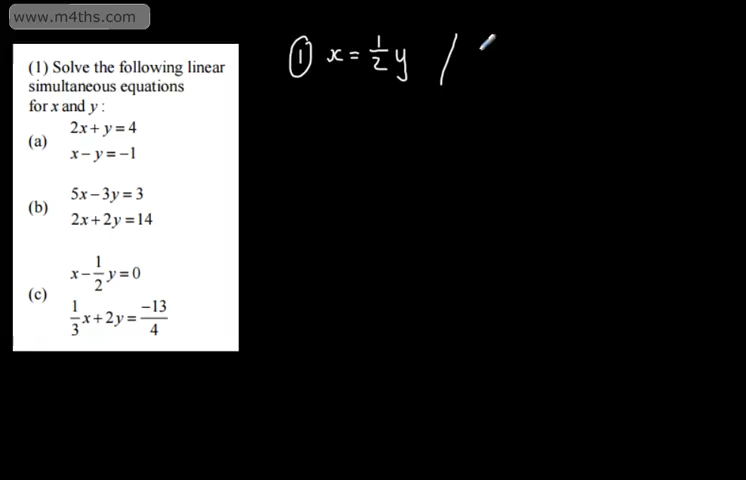 www.m4ths.com
(1) Solve the following linear
simultaneous equations
for x and y :
(a)
2x + y = 4
x − y = −1
(b)
5x − 3y = 3
2x + 2y = 14
(c)
x − 1/2 y = 0
1/3 x + 2y = −13/4
① x = 1/2 y /